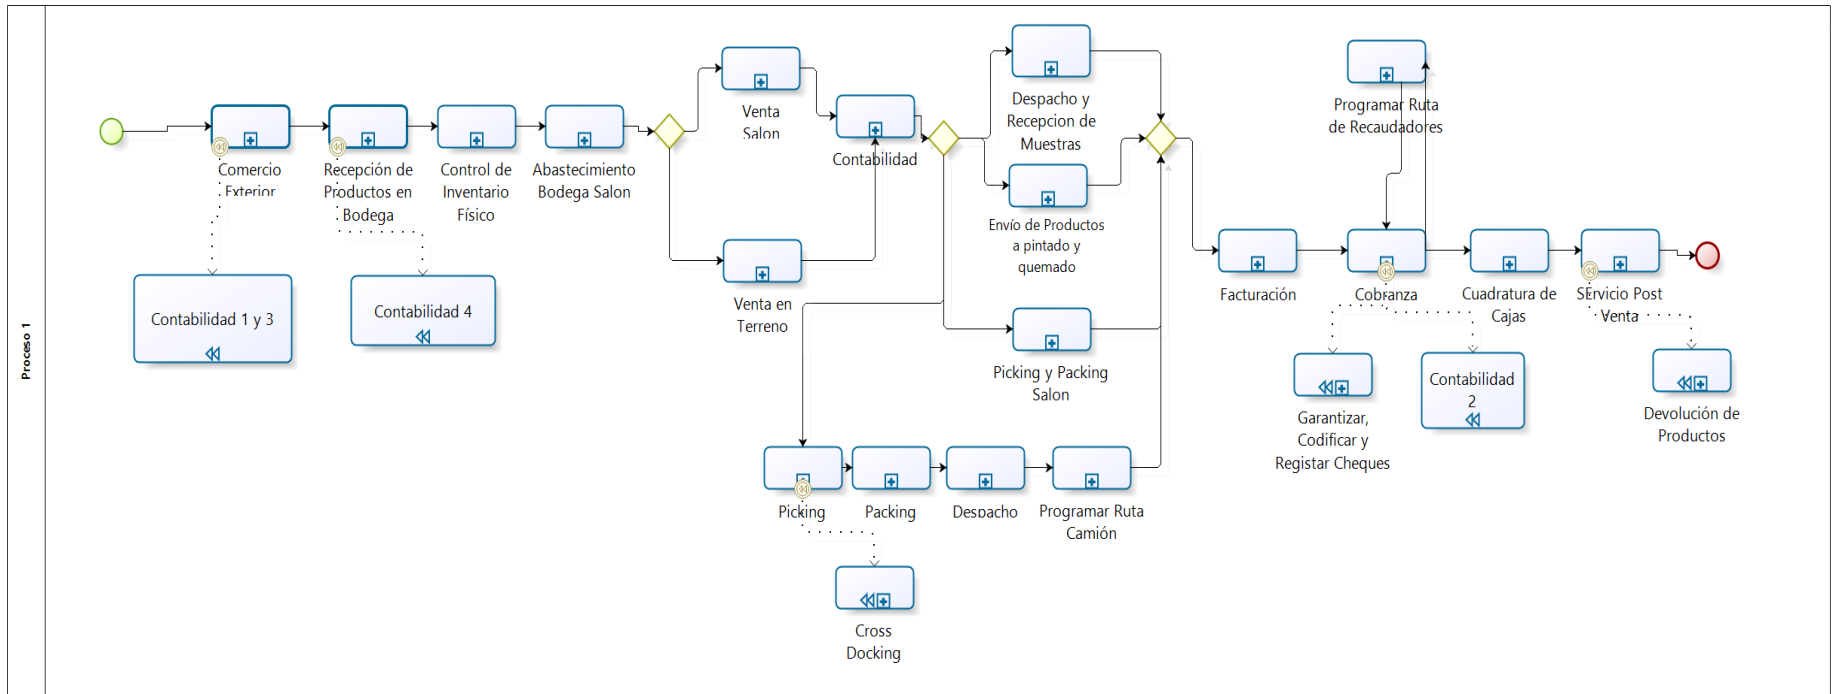 Proceso 1
Comercio
Exterior
Recepción de
Productos en
Bodega
Control de
Inventario
Físico
Abastecimiento
Bodega Salon
Contabilidad 1 y 3
Contabilidad 4
Venta
Salon
Venta en
Terreno
Contabilidad
Despacho y
Recepcion de
Muestras
Envío de Productos
a pintado y
quemado
Picking y Packing
Salon
Picking
Packing
Despacho
Programar Ruta
Camión
Cross
Docking
Facturación
Programar Ruta
de Recaudadores
Cobranza
Cuadratura de
Cajas
SErvicio Post
Venta
Garantizar,
Codificar y
Registar Cheques
Contabilidad
2
Devolución de
Productos